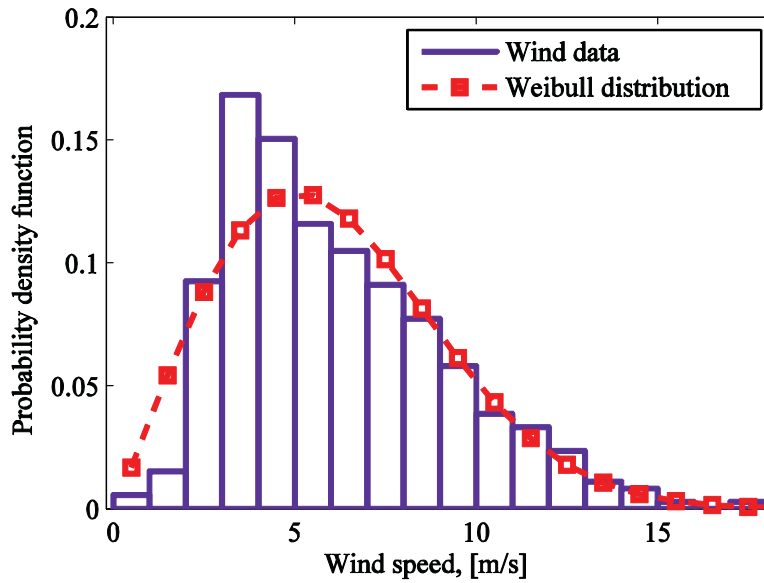 0.2
Wind data
Weibull distribution
0.15
0.1
0.05
0
Probability density function
0
5
10
15
Wind speed, [m/s]